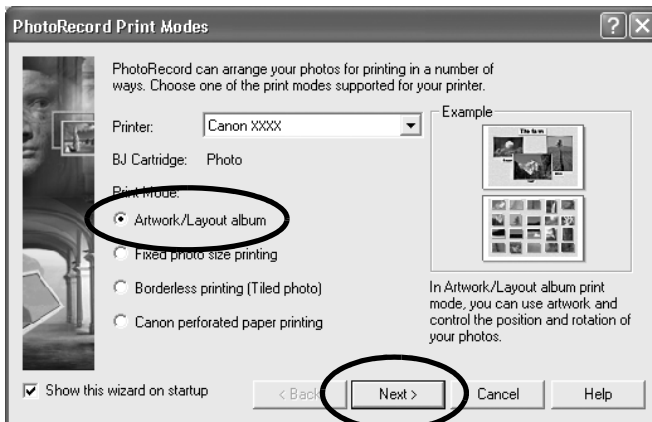 PhotoRecord Print Modes
PhotoRecord can arrange your photos for printing in a number of
ways. Choose one of the print modes supported for your printer.
Printer: Canon XXXX
BJ Cartridge: Photo
Print Mode:
Artwork/Layout album
Fixed photo size printing
Borderless printing (Tiled photo)
Canon perforated paper printing
Example
In Artwork/Layout album print
mode, you can use artwork and
control the position and rotation of
your photos.
Show this wizard on startup
< Back
Next >
Cancel
Help